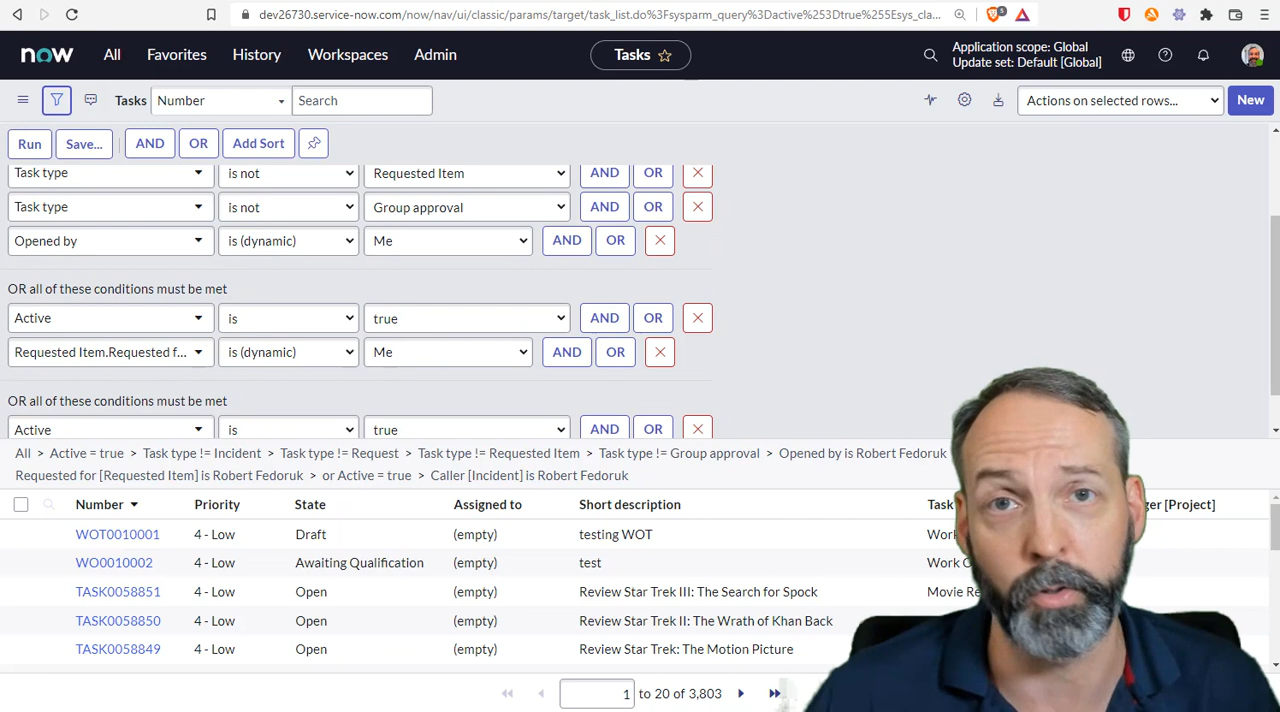 dev26730.service-now.com/now/nav/ui/classic/params/target/task_list.do%3Fsysparm_query%3Dactive%253Dtrue%255Esys_cla...
5
now All Favorites History Workspaces Admin Tasks Application scope: Global
Update set: Default [Global]
Tasks Number Search Actions on selected rows... New
Run Save... AND OR Add Sort
Task type is not Requested Item AND OR
Task type is not Group approval AND OR
Opened by is (dynamic) Me AND OR
OR all of these conditions must be met
Active is true AND OR
Requested Item.Requested f... is (dynamic) Me AND OR
OR all of these conditions must be met
Active is true AND OR
All > Active = true > Task type != Incident > Task type != Request > Task type != Requested Item > Task type != Group approval > Opened by is Robert Fedoruk
Requested for [Requested Item] is Robert Fedoruk > or Active = true > Caller [Incident] is Robert Fedoruk
Number Priority State Assigned to Short description Task [Project]
WOT0010001 4 - Low Draft (empty) testing WOT
WO0010002 4 - Low Awaiting Qualification (empty) test
TASK0058851 4 - Low Open (empty) Review Star Trek III: The Search for Spock Movie Re
TASK0058850 4 - Low Open (empty) Review Star Trek II: The Wrath of Khan Back
TASK0058849 4 - Low Open (empty) Review Star Trek: The Motion Picture
1 to 20 of 3,803